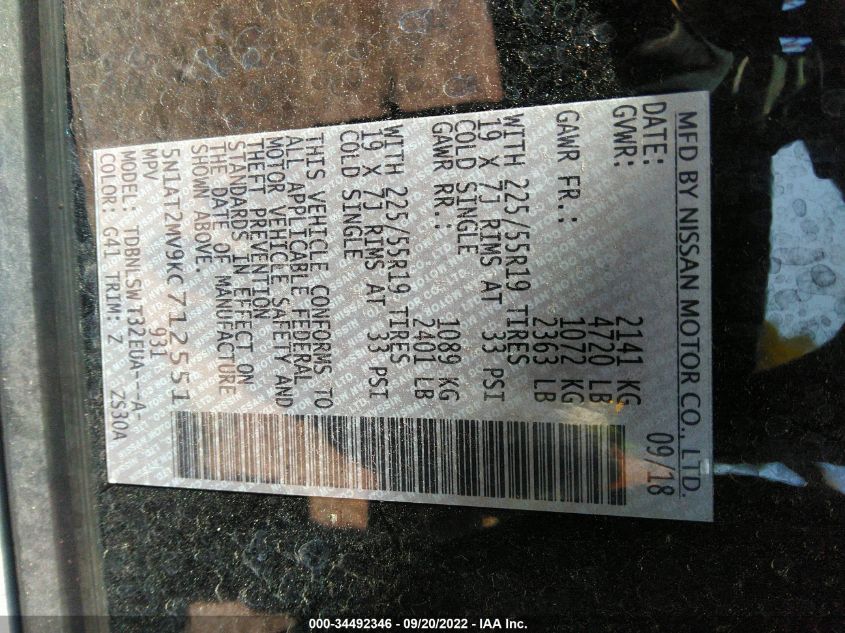 MFD BY NISSAN MOTOR CO., LTD.
DATE: 09/18
GVWR: 2141 KG
4720 LB
GAWR FR.: 1072 KG
2363 LB
WITH 225/55R19 TIRES
19 X 7J RIMS AT 33 PSI
COLD SINGLE
GAWR RR.: 1089 KG
2401 LB
WITH 225/55R19 TIRES
19 X 7J RIMS AT 33 PSI
COLD SINGLE
THIS VEHICLE CONFORMS TO
ALL APPLICABLE FEDERAL
MOTOR VEHICLE SAFETY AND
THEFT PREVENTION
STANDARDS IN EFFECT ON
THE DATE OF MANUFACTURE
SHOWN ABOVE.
5N1AT2MV9KC712551
MPV 931
MODEL: TDBNLSWT32EUA---A-
COLOR: G41 TRIM: Z ZS30A
000-34492346 - 09/20/2022 - IAA Inc.